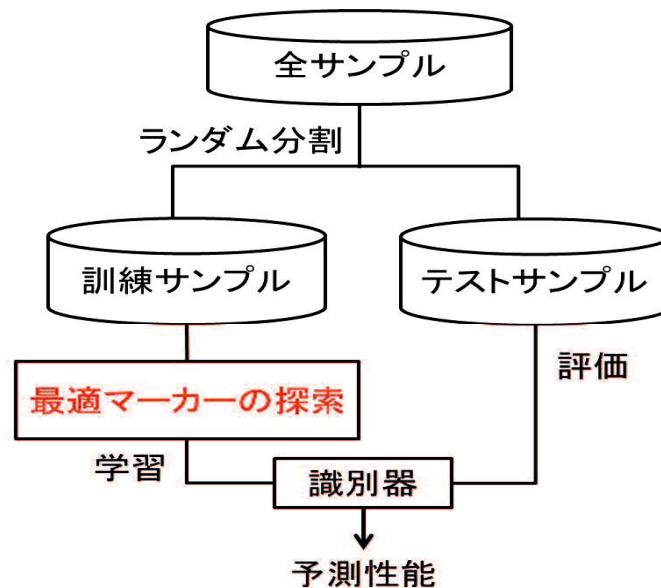 全サンプル
ランダム分割
訓練サンプル
テストサンプル
最適マーカーの探索
評価
学習
識別器
予測性能